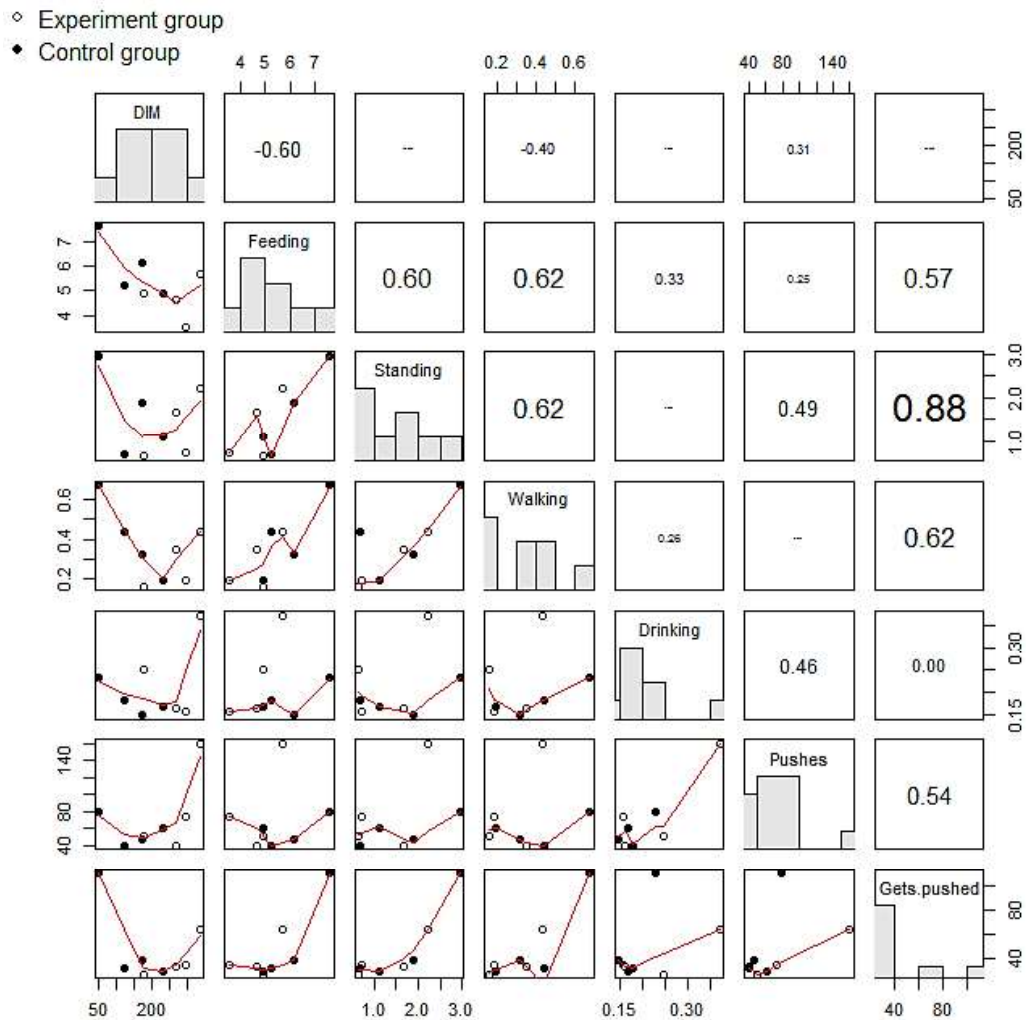 Experiment group
Control group
4 5 6 7
0.2 0.4 0.6
40 80 140
DIM
-0.60
---
-0.40
---
0.31
---
50 200
4 5 6 7
Feeding
0.60
0.62
0.33
0.25
0.57
Standing
0.62
---
0.49
0.88
1.0 2.0 3.0
0.2 0.4 0.6
Walking
0.26
---
0.62
Drinking
0.46
0.00
0.15 0.30
40 80 140
Pushes
0.54
Gets.pushed
40 80
50 200
1.0 2.0 3.0
0.15 0.30
40 80